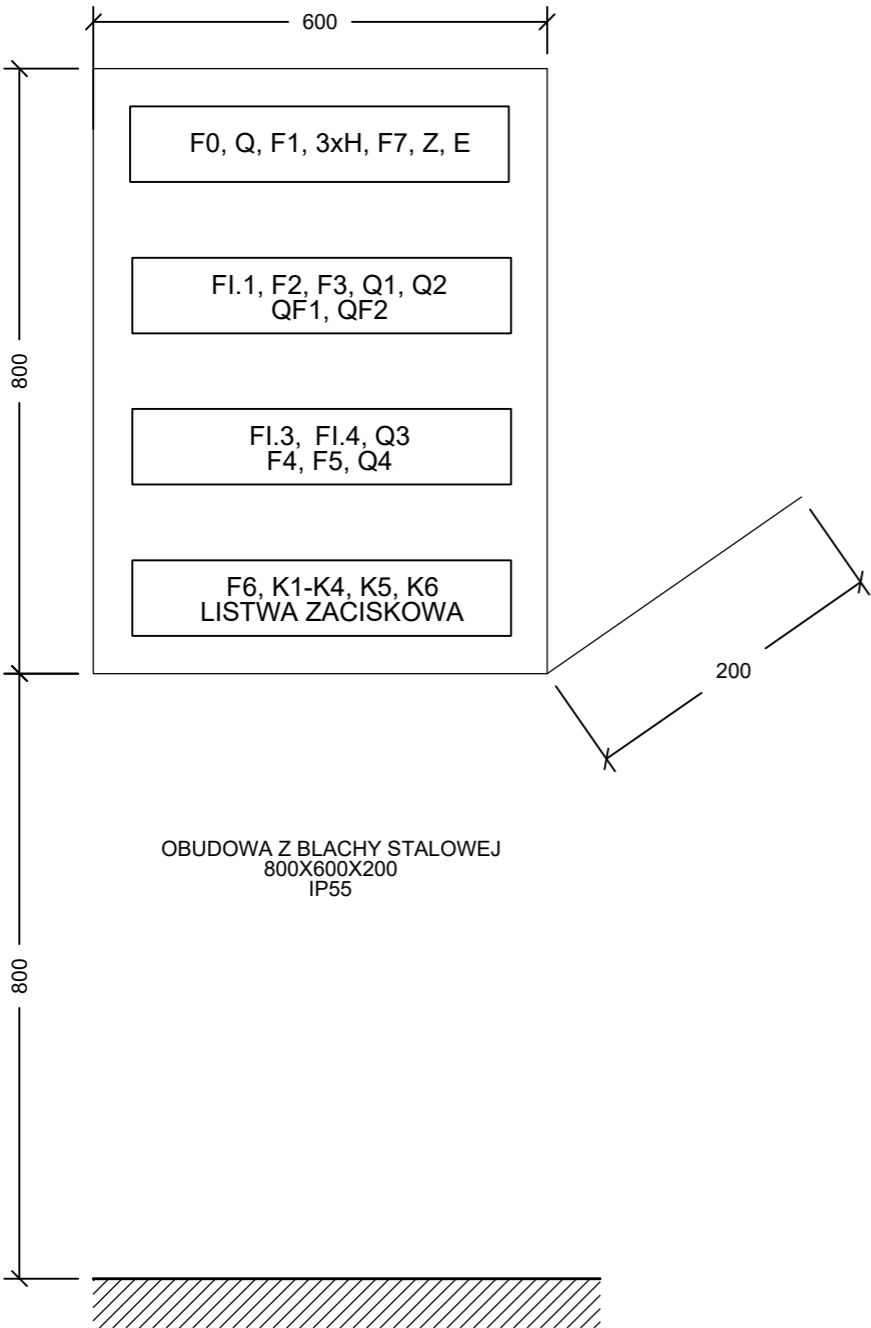 600
F0, Q, F1, 3xH, F7, Z, E
FI.1, F2, F3, Q1, Q2
QF1, QF2
800
FI.3, FI.4, Q3
F4, F5, Q4
F6, K1-K4, K5, K6
LISTWA ZACISKOWA
200
OBUDOWA Z BLACHY STALOWEJ
800X600X200
IP55
800